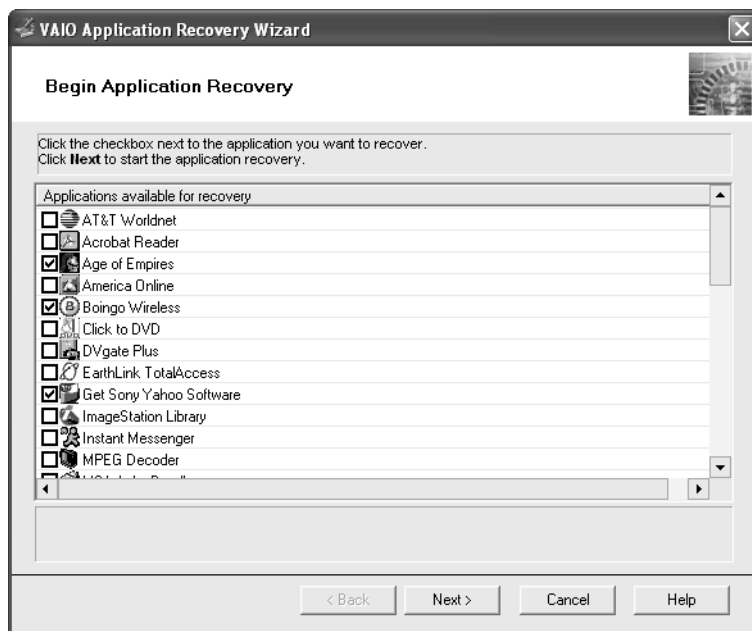 VAIO Application Recovery Wizard
Begin Application Recovery
Click the checkbox next to the application you want to recover.
Click Next to start the application recovery.
Applications available for recovery
AT&T Worldnet
Acrobat Reader
Age of Empires
America Online
Boingo Wireless
Click to DVD
DVgate Plus
EarthLink TotalAccess
Get Sony Yahoo Software
ImageStation Library
Instant Messenger
MPEG Decoder
< Back Next > Cancel Help